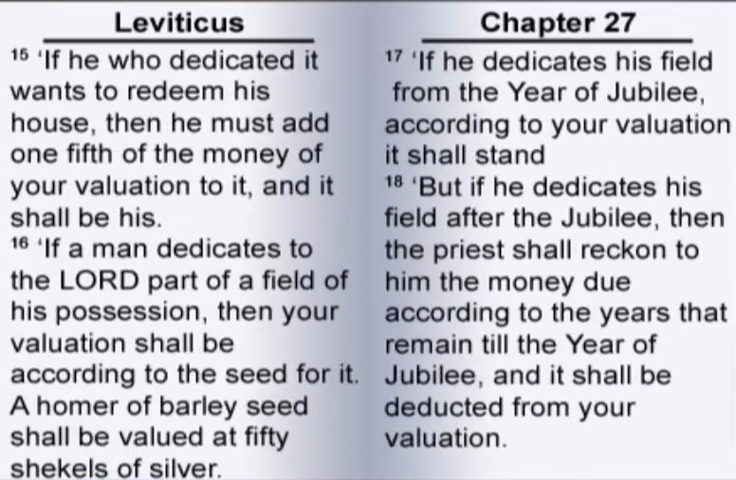 Leviticus
¹⁵ ‘If he who dedicated it
wants to redeem his
house, then he must add
one fifth of the money of
your valuation to it, and it
shall be his.
¹⁶ ‘If a man dedicates to
the LORD part of a field of
his possession, then your
valuation shall be
according to the seed for it.
A homer of barley seed
shall be valued at fifty
shekels of silver.
Chapter 27
¹⁷ ‘If he dedicates his field
from the Year of Jubilee,
according to your valuation
it shall stand
¹⁸ ‘But if he dedicates his
field after the Jubilee, then
the priest shall reckon to
him the money due
according to the years that
remain till the Year of
Jubilee, and it shall be
deducted from your
valuation.